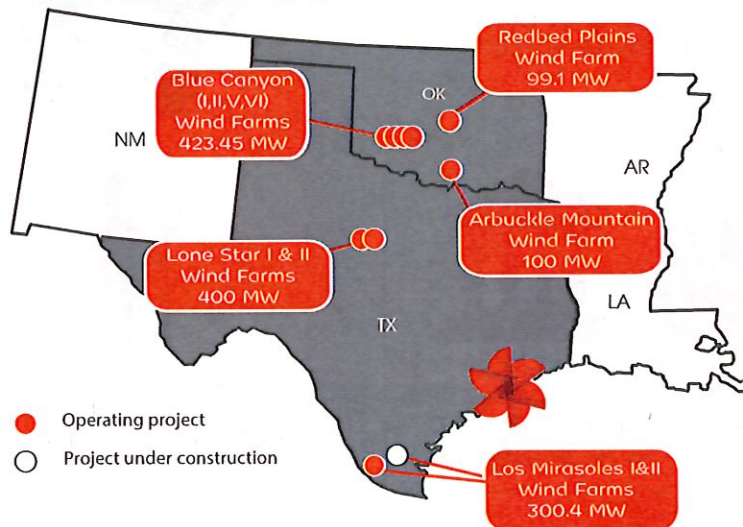 Redbed Plains
Wind Farm
99.1 MW
Blue Canyon
(I,II,V,VI)
Wind Farms
423.45 MW
OK
NM
AR
Arbuckle Mountain
Wind Farm
100 MW
Lone Star I & II
Wind Farms
400 MW
LA
TX
Operating project
Project under construction
Los Mirasoles I&II
Wind Farms
300.4 MW